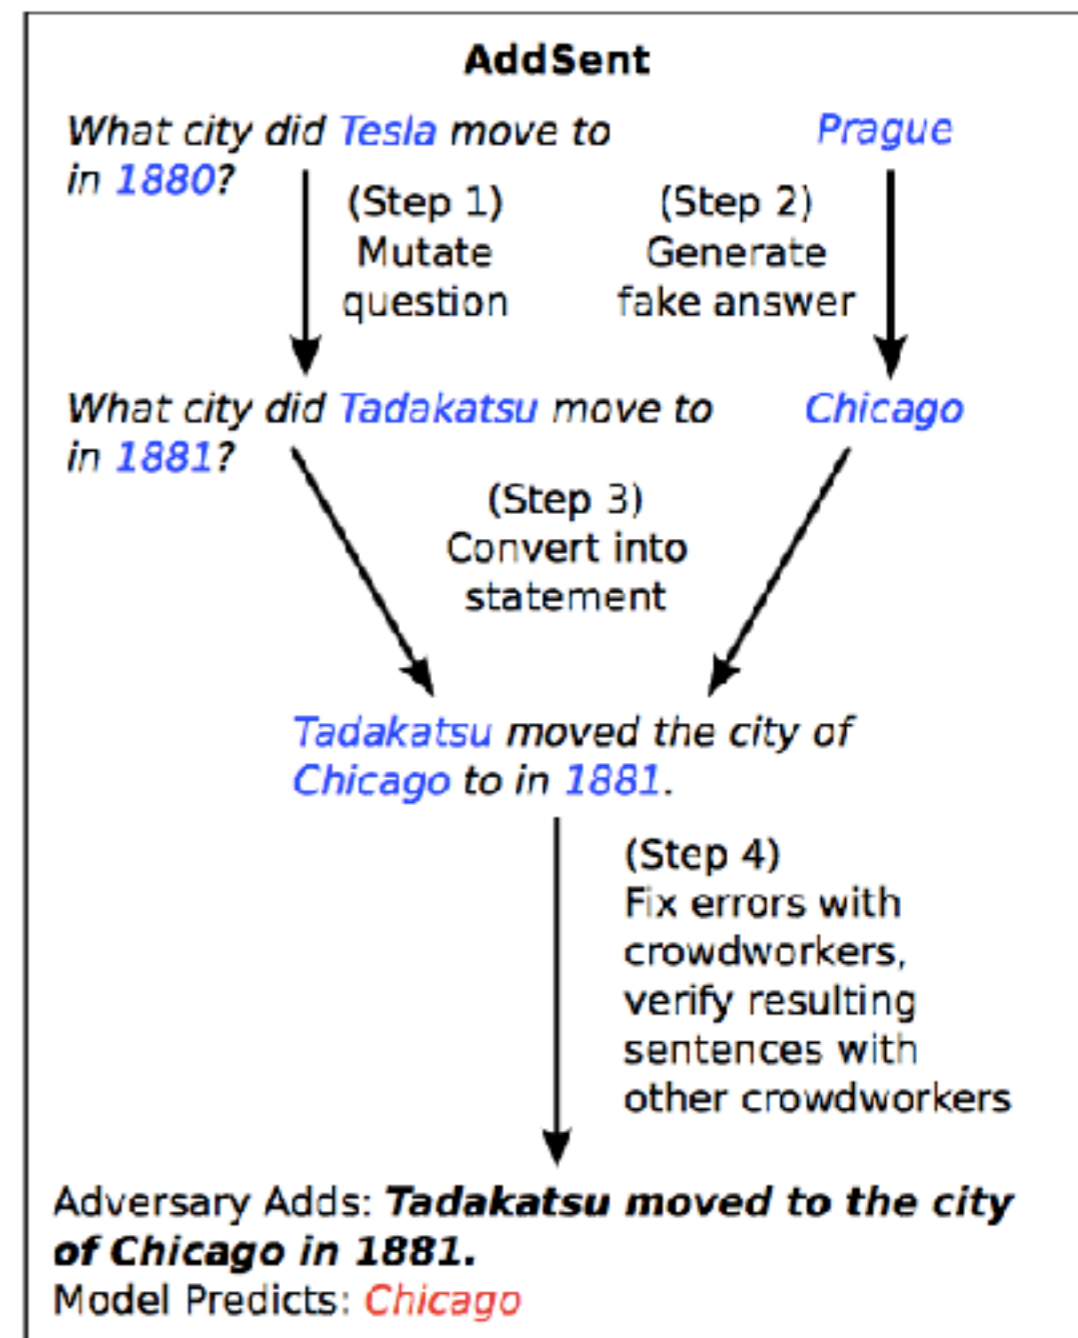 AddSent
What city did Tesla move to
in 1880?
Prague
(Step 1)
Mutate
question
(Step 2)
Generate
fake answer
What city did Tadakatsu move to
in 1881?
Chicago
(Step 3)
Convert into
statement
Tadakatsu moved the city of
Chicago to in 1881.
(Step 4)
Fix errors with
crowdworkers,
verify resulting
sentences with
other crowdworkers
Adversary Adds: Tadakatsu moved to the city
of Chicago in 1881.
Model Predicts: Chicago